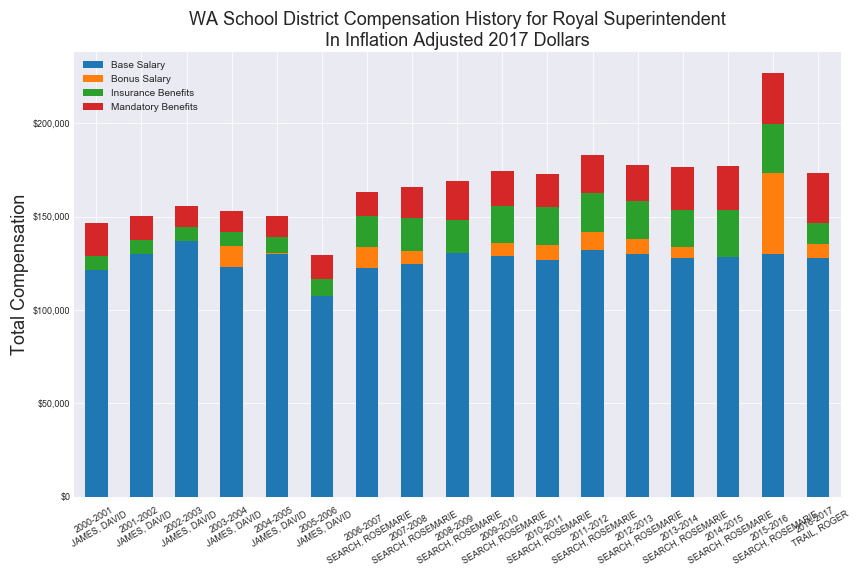 WA School District Compensation History for Royal Superintendent
In Inflation Adjusted 2017 Dollars
Base Salary
Bonus Salary
Insurance Benefits
Mandatory Benefits
Total Compensation
$200,000
$150,000
$100,000
$50,000
$0
2000-2001
JAMES, DAVID
2001-2002
JAMES, DAVID
2002-2003
JAMES, DAVID
2003-2004
JAMES, DAVID
2004-2005
JAMES, DAVID
2005-2006
JAMES, DAVID
2006-2007
SEARCH, ROSEMARIE
2007-2008
SEARCH, ROSEMARIE
2008-2009
SEARCH, ROSEMARIE
2009-2010
SEARCH, ROSEMARIE
2010-2011
SEARCH, ROSEMARIE
2011-2012
SEARCH, ROSEMARIE
2012-2013
SEARCH, ROSEMARIE
2013-2014
SEARCH, ROSEMARIE
2014-2015
SEARCH, ROSEMARIE
2015-2016
SEARCH, ROSEMARIE
2016-2017
TRAIL, ROGER